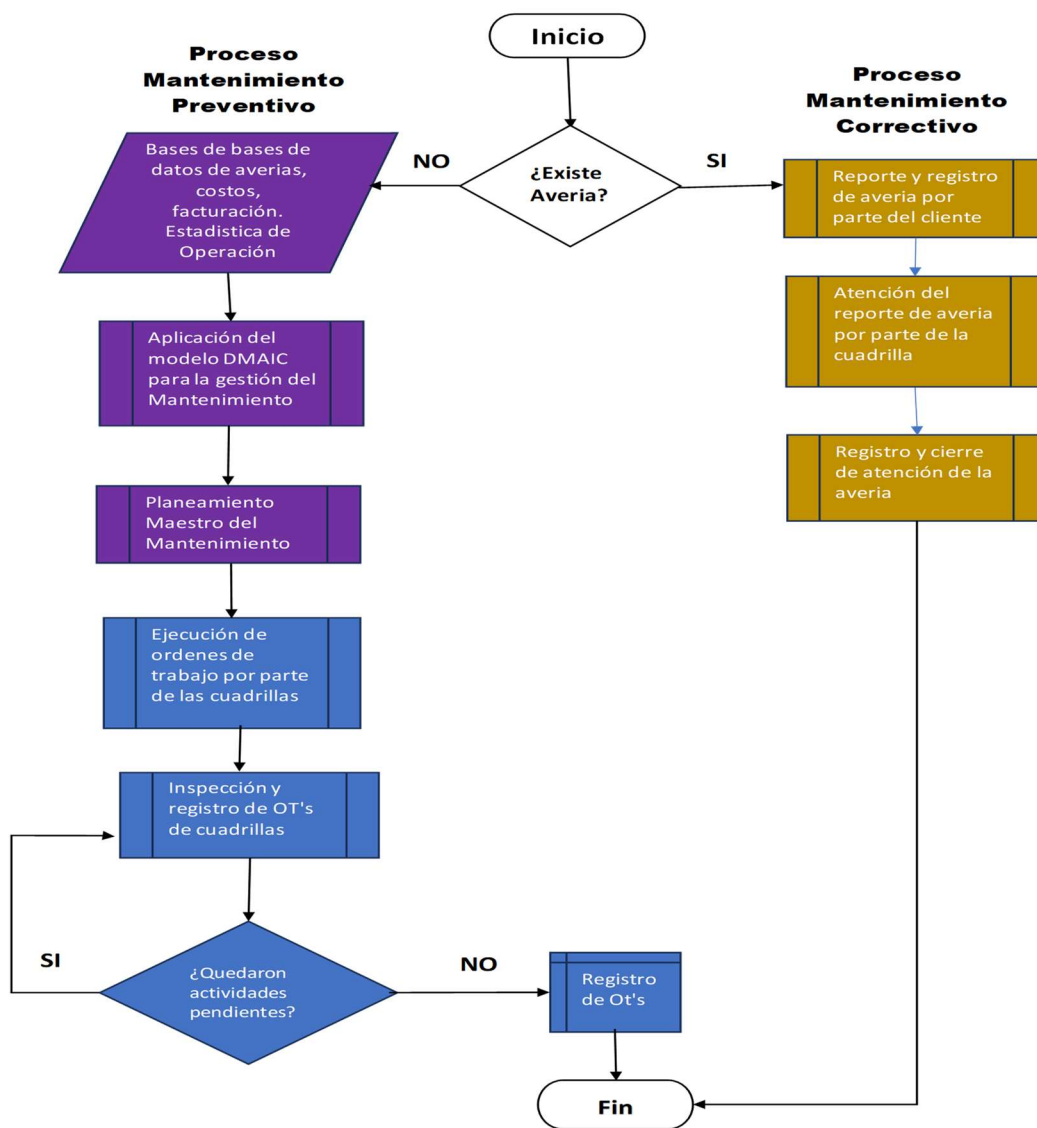 Inicio
Proceso
Mantenimiento
Preventivo
Proceso
Mantenimiento
Correctivo
NO
¿Existe
Averia?
SI
Bases de bases de
datos de averias,
costos,
facturación.
Estadistica de
Operación
Reporte y registro
de averia por
parte del cliente
Aplicación del
modelo DMAIC
para la gestión del
Mantenimiento
Atención del
reporte de averia
por parte de la
cuadrilla
Planeamiento
Maestro del
Mantenimiento
Registro y cierre
de atención de la
averia
Ejecución de
ordenes de
trabajo por parte
de las cuadrillas
Inspección y
registro de OT's
de cuadrillas
SI
¿Quedaron
actividades
pendientes?
NO
Registro
de Ot's
Fin